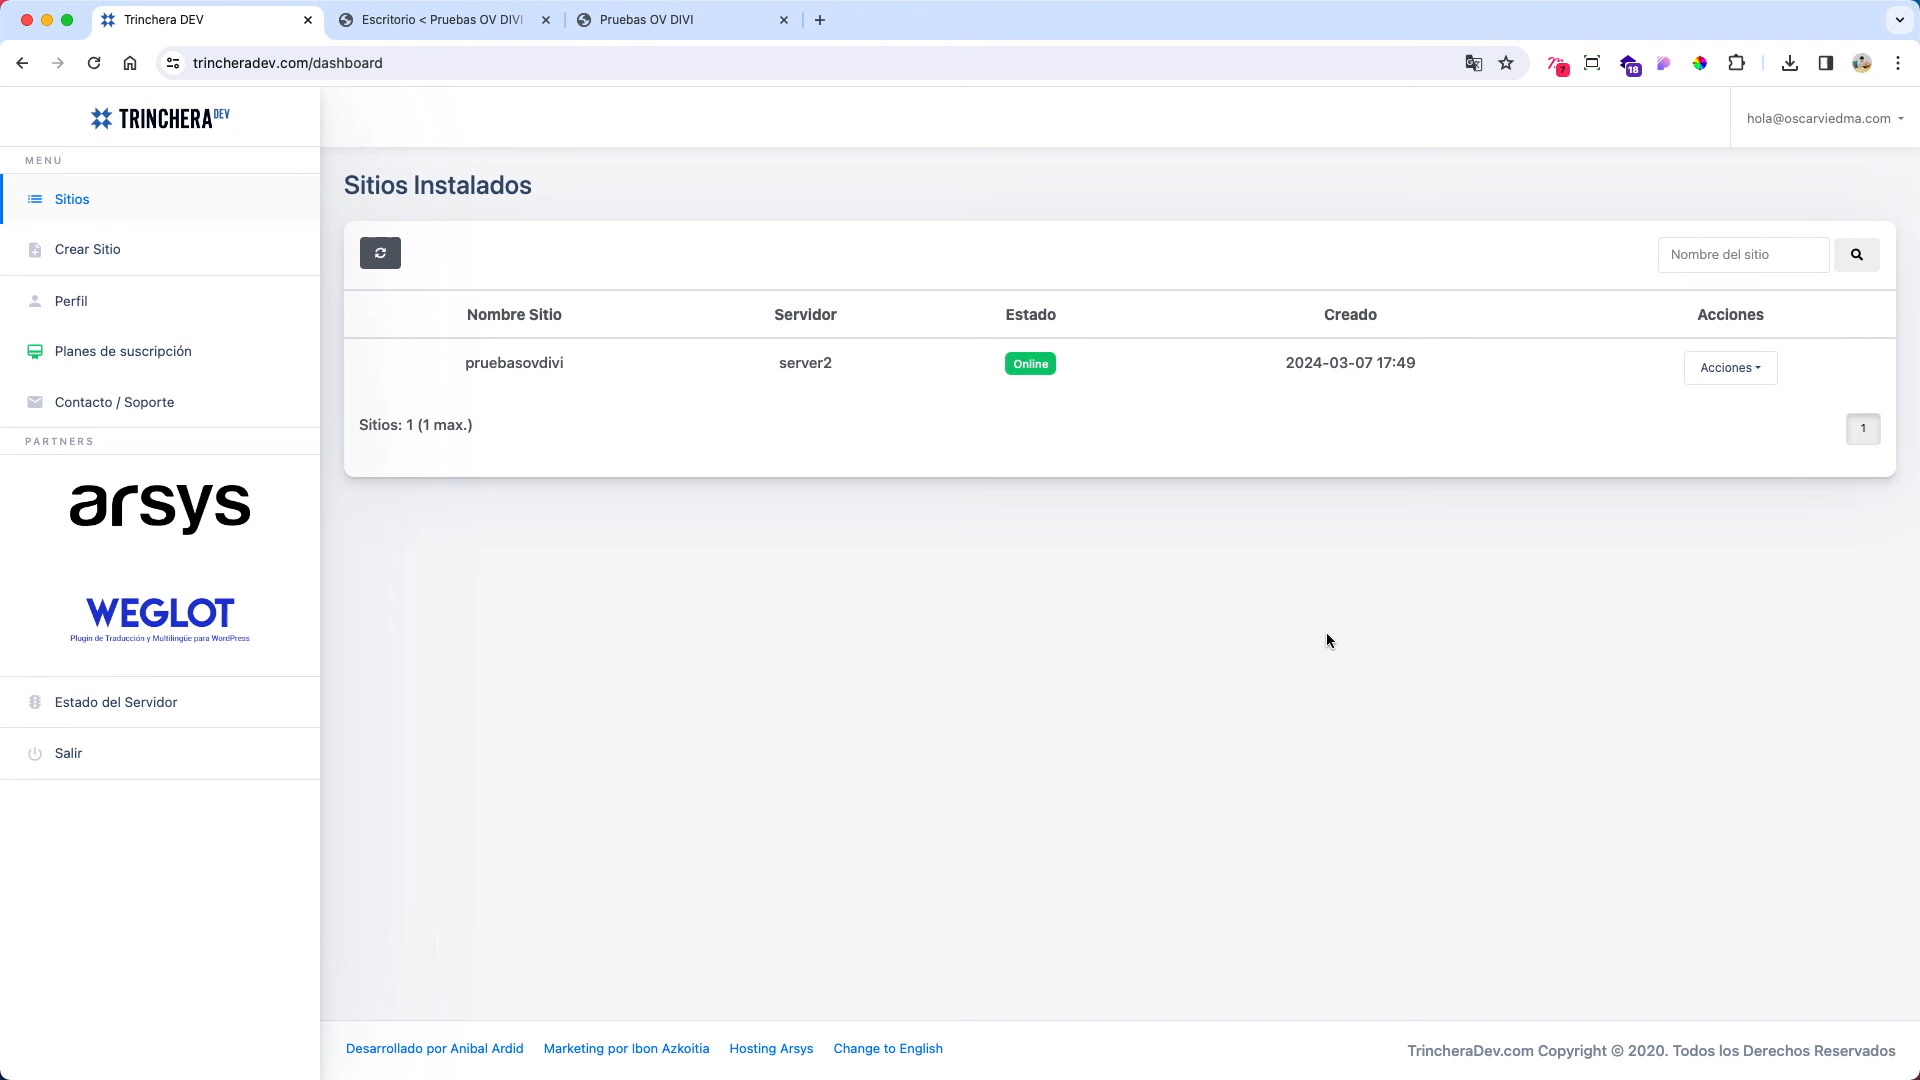 Trinchera DEV
Escritorio < Pruebas OV DIVI
Pruebas OV DIVI
trincheradev.com/dashboard
7
18
TRINCHERA DEV
hola@oscarviedma.com
MENU
Sitios
Crear Sitio
Perfil
Planes de suscripción
Contacto / Soporte
PARTNERS
arsys
WEGLOT
Plugin de Traducción y Multilingüe para WordPress
Estado del Servidor
Salir
Sitios Instalados
Nombre del sitio
Nombre Sitio Servidor Estado Creado Acciones
pruebasovdivi server2 Online 2024-03-07 17:49 Acciones
Sitios: 1 (1 max.)
1
Desarrollado por Anibal Ardid Marketing por Ibon Azkoitia Hosting Arsys Change to English
TrincheraDev.com Copyright © 2020. Todos los Derechos Reservados